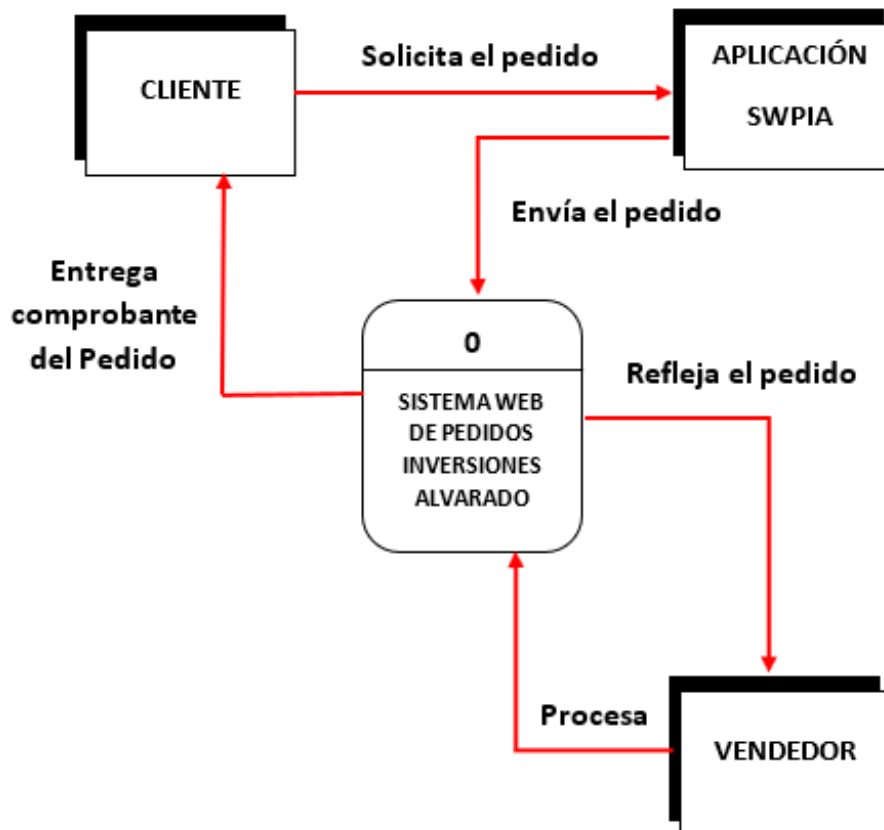 CLIENTE
Solicita el pedido
APLICACIÓN
SWPIA
Envía el pedido
Entrega
comprobante
del Pedido
0
SISTEMA WEB
DE PEDIDOS
INVERSIONES
ALVARADO
Refleja el pedido
Procesa
VENDEDOR